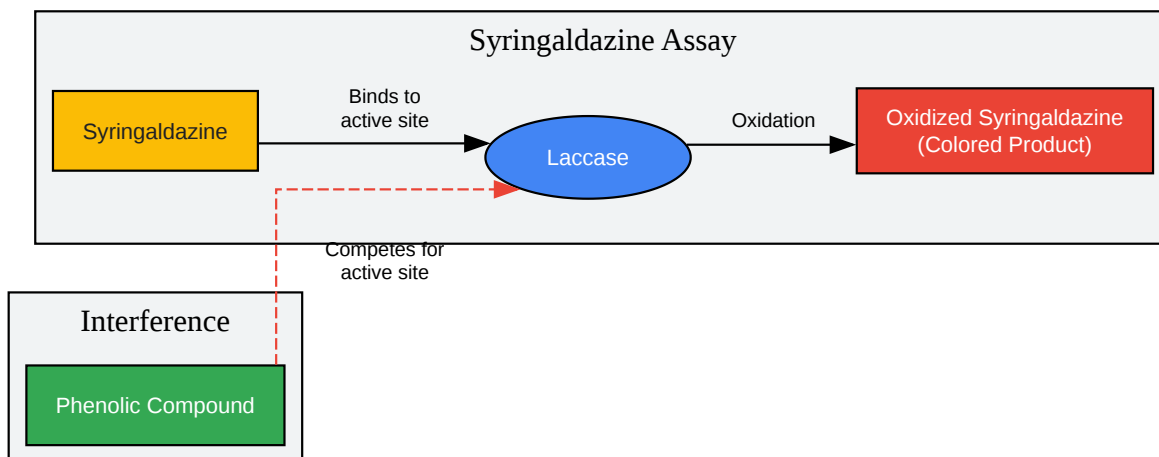 Syringaldazine Assay
Syringaldazine
Binds to
active site
Laccase
Oxidation
Oxidized Syringaldazine
(Colored Product)
Competes for
active site
Interference
Phenolic Compound